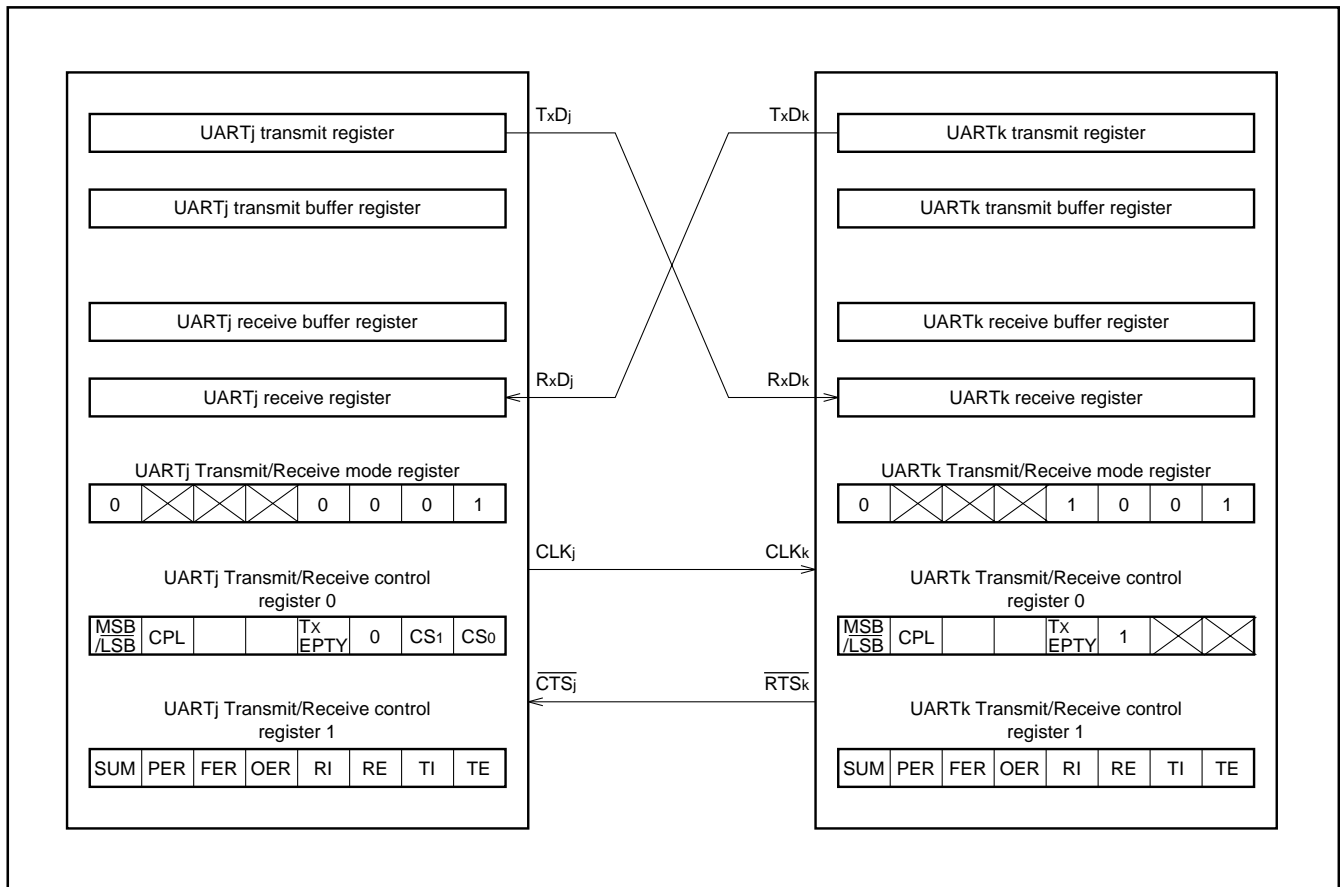 UARTj transmit register
UARTj transmit buffer register
UARTj receive buffer register
UARTj receive register
UARTj Transmit/Receive mode register
0 0 0 0 1
UARTj Transmit/Receive control
register 0
MSB
/LSB CPL TX
EPTY 0 CS1 CS0
UARTj Transmit/Receive control
register 1
SUM PER FER OER RI RE TI TE
TxDj TxDk
RxDj RxDk
CLKj CLKk
CTSj RTSk
UARTk transmit register
UARTk transmit buffer register
UARTk receive buffer register
UARTk receive register
UARTk Transmit/Receive mode register
0 1 0 0 1
UARTk Transmit/Receive control
register 0
MSB
/LSB CPL TX
EPTY 1
UARTk Transmit/Receive control
register 1
SUM PER FER OER RI RE TI TE